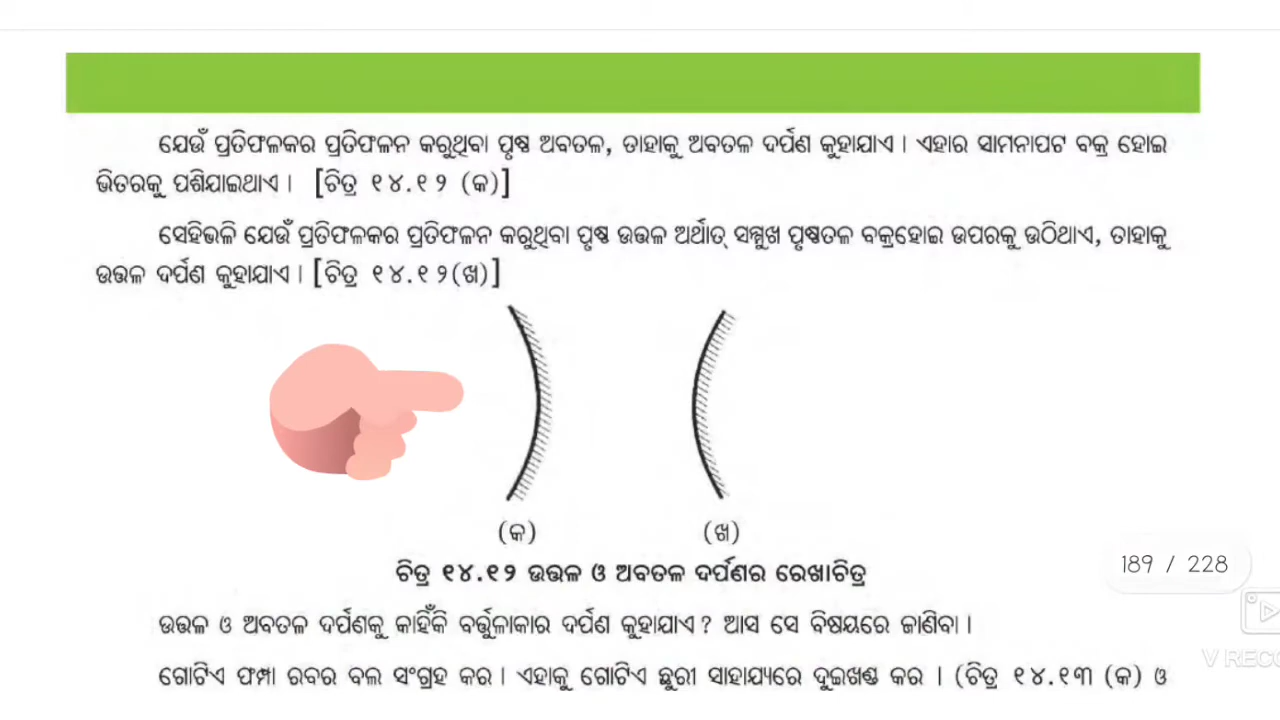 ଯେଉଁ ପ୍ରତିଫଳକର ପ୍ରତିଫଳନ କରୁଥିବା ପୃଷ୍ଠ ଅବତଳ, ତାହାକୁ ଅବତଳ ଦର୍ପଣ କୁହାଯାଏ । ଏହାର ସାମନାପଟ ବକ୍ର ହୋଇ
ଭିତରକୁ ପଶିଯାଇଥାଏ । [ଚିତ୍ର ୧୪.୧୨ (କ)]
ସେହିଭଳି ଯେଉଁ ପ୍ରତିଫଳକର ପ୍ରତିଫଳନ କରୁଥିବା ପୃଷ୍ଠ ଉତ୍ତଳ ଅର୍ଥାତ୍ ସମ୍ମୁଖ ପୃଷ୍ଠତଳ ବକ୍ରହୋଇ ଉପରକୁ ଉଠିଥାଏ, ତାହାକୁ
ଉତ୍ତଳ ଦର୍ପଣ କୁହାଯାଏ । [ଚିତ୍ର ୧୪.୧୨(ଖ)]
(କ) (ଖ)
ଚିତ୍ର ୧୪.୧୨ ଉତ୍ତଳ ଓ ଅବତଳ ଦର୍ପଣର ରେଖାଚିତ୍ର
189 / 228
ଉତ୍ତଳ ଓ ଅବତଳ ଦର୍ପଣକୁ କାହିଁକି ବର୍ତ୍ତୁଳାକାର ଦର୍ପଣ କୁହାଯାଏ ? ଆସ ସେ ବିଷୟରେ ଜାଣିବା ।
V REC
ଗୋଟିଏ ଫମ୍ପା ରବର ବଲ ସଂଗ୍ରହ କର । ଏହାକୁ ଗୋଟିଏ ଛୁରୀ ସାହାଯ୍ୟରେ ଦୁଇଖଣ୍ଡ କର । (ଚିତ୍ର ୧୪.୧୩ (କ) ଓ